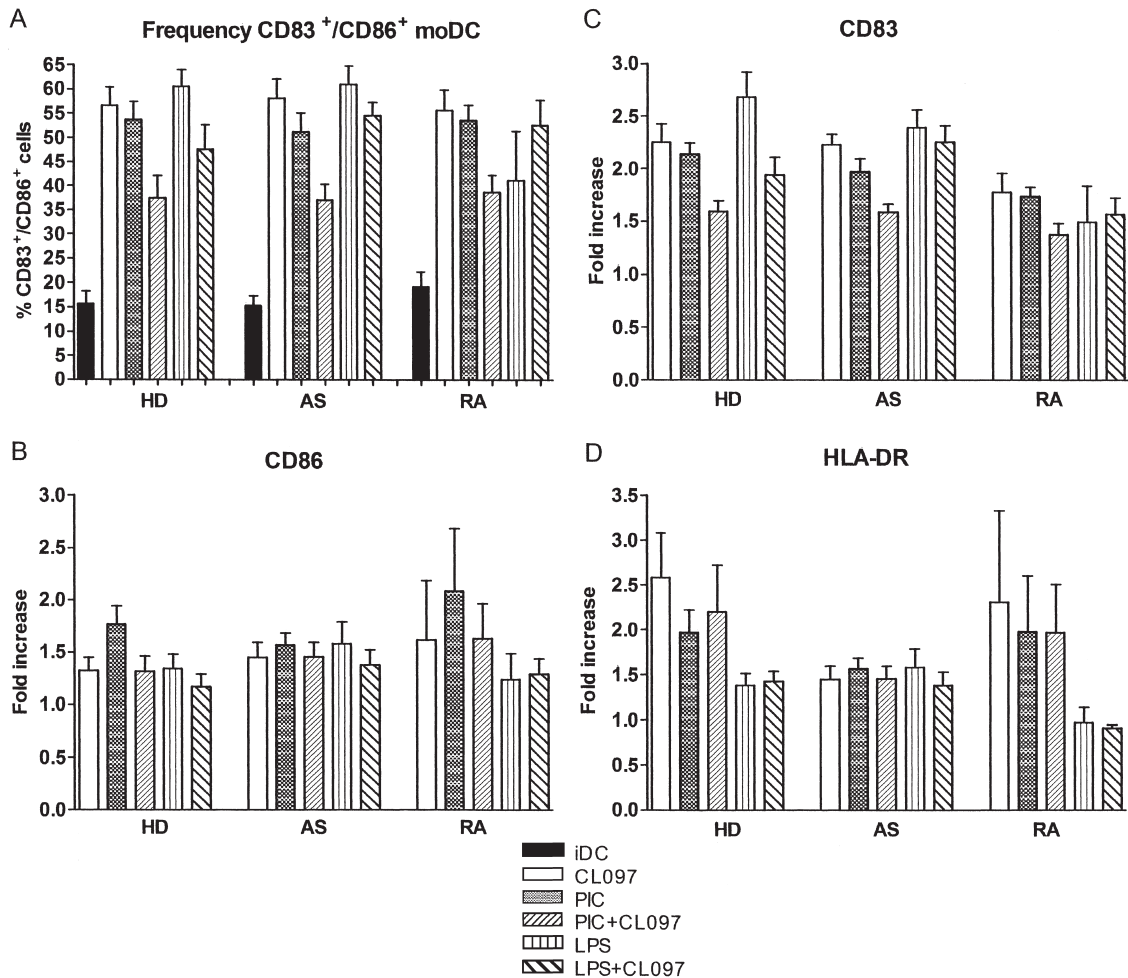 A
Frequency CD83 +/CD86+ moDC
% CD83+/CD86+ cells
65
60
55
50
45
40
35
30
25
20
15
10
5
0
HD
AS
RA
C
CD83
Fold increase
3.0
2.5
2.0
1.5
1.0
0.5
0.0
HD
AS
RA
B
CD86
Fold increase
3.0
2.5
2.0
1.5
1.0
0.5
0.0
HD
AS
RA
D
HLA-DR
Fold increase
3.5
3.0
2.5
2.0
1.5
1.0
0.5
0.0
HD
AS
RA
iDC
CL097
PIC
PIC+CL097
LPS
LPS+CL097